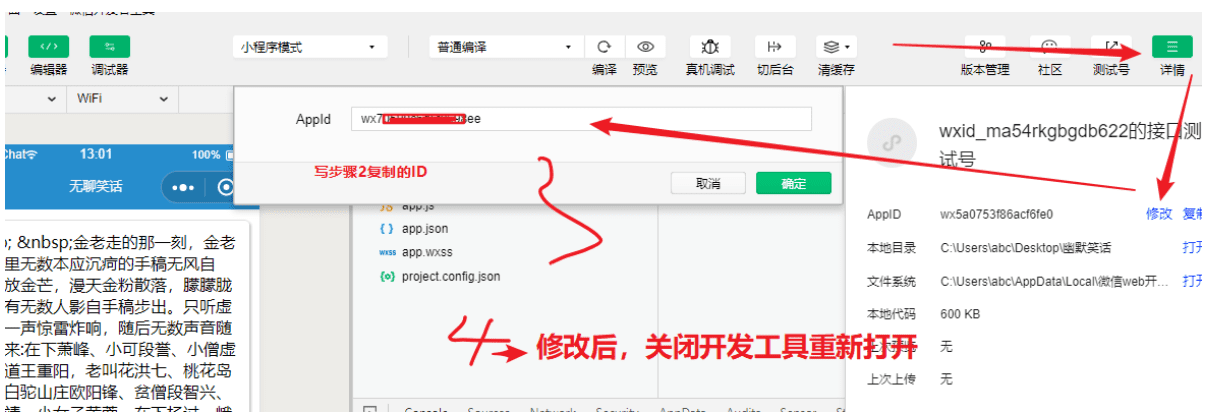 编辑器 调试器 小程序模式 普通编译 编译 预览 真机调试 切后台 清缓存 版本管理 社区 测试号 详情
WiFi
AppId
wxid_ma54rkgbgdb622的接口测
试号
Chat 13:01 100%
写步骤2复制的ID
无聊笑话
取消 确定
app.js
AppID wx5a0753f86acf6fe0 修改 复制
{ } app.json
; &nbsp;金老走的那一刻，金老
里无数本应沉疴的手稿无风自
wxss app.wxss
本地目录 C:\Users\abc\Desktop\幽默笑话 打开
放金芒，漫天金粉散落，朦朦胧
{o} project.config.json
文件系统 C:\Users\abc\AppData\Local\微信web开... 打开
有无数人影自手稿步出。只听虚
本地代码 600 KB
一声惊雷炸响，随后无数声音随
4 修改后，关闭开发工具重新打开
无
来:在下萧峰、小可段誉、小僧虚
道王重阳，老叫花洪七、桃花岛
上次上传 无
白驼山庄欧阳锋、贫僧段智兴、
Console Sources Network Security AppData Audits Sensor